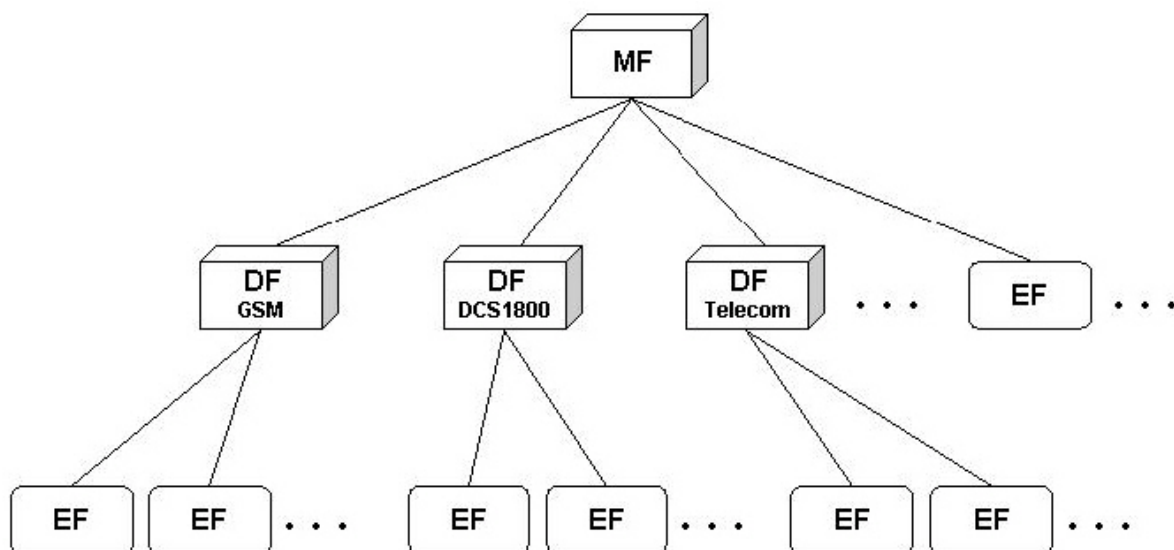 MF
DF
GSM
DF
DCS1800
DF
Telecom
. . .
EF
. . .
EF
EF
. . .
EF
EF
. . .
EF
EF
. . .